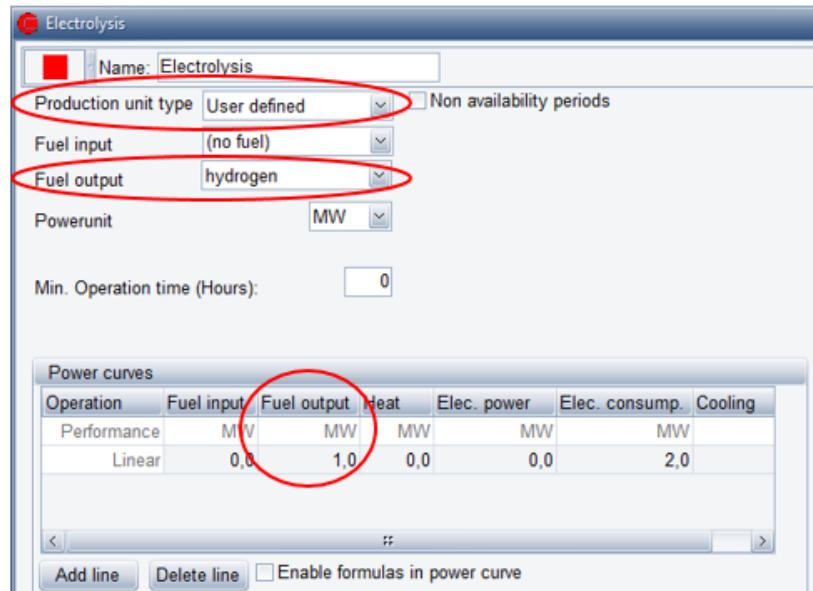 Electrolysis
Name: Electrolysis
Production unit type User defined Non availability periods
Fuel input (no fuel)
Fuel output hydrogen
Powerunit MW
Min. Operation time (Hours): 0
Power curves
Operation Fuel input Fuel output Heat Elec. power Elec. consump. Cooling
Performance MW MW MW MW MW
Linear 0,0 1,0 0,0 0,0 2,0
Add line Delete line Enable formulas in power curve